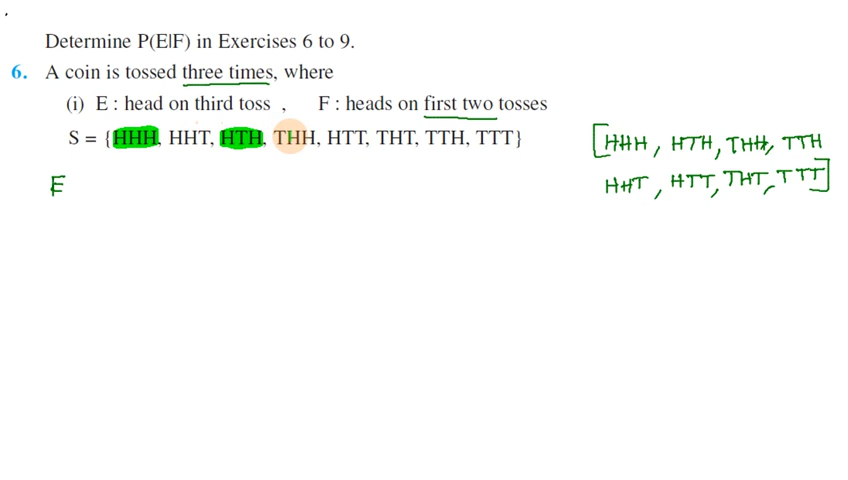 Determine P(E|F) in Exercises 6 to 9.
6. A coin is tossed three times, where
(i) E : head on third toss , F : heads on first two tosses
S = {HHH, HHT, HTH, THH, HTT, THT, TTH, TTT}
[HHH, HTH, THH, TTH
HHT, HTT, THT, TTT]
E